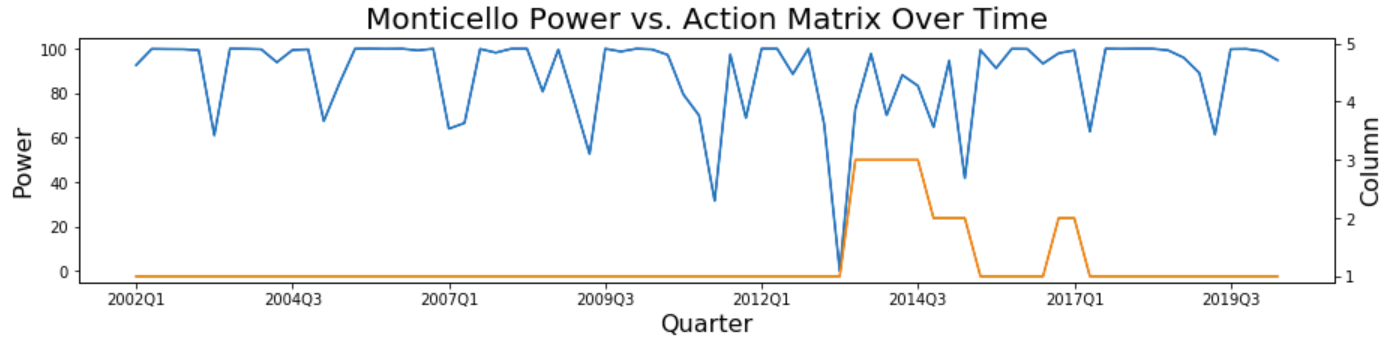 Monticello Power vs. Action Matrix Over Time
Power
100
80
60
40
20
0
5
4
3
2
1
Column
2002Q1 2004Q3 2007Q1 2009Q3 2012Q1 2014Q3 2017Q1 2019Q3
Quarter